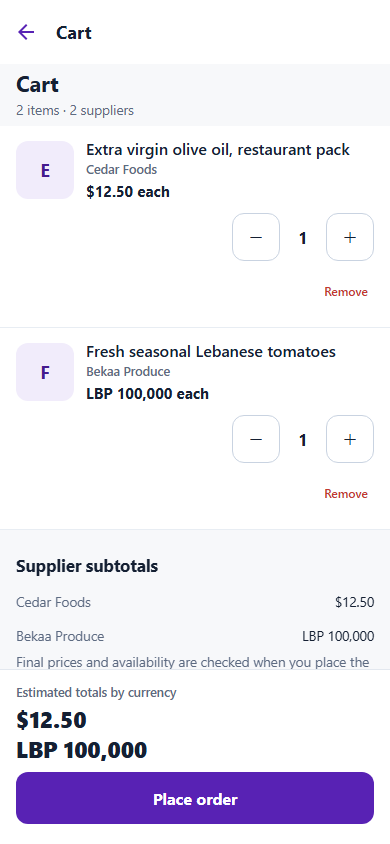 Cart
Cart
2 items · 2 suppliers
E
Extra virgin olive oil, restaurant pack
Cedar Foods
$12.50 each
− 1 +
Remove
F
Fresh seasonal Lebanese tomatoes
Bekaa Produce
LBP 100,000 each
− 1 +
Remove
Supplier subtotals
Cedar Foods $12.50
Bekaa Produce LBP 100,000
Final prices and availability are checked when you place the
Estimated totals by currency
$12.50
LBP 100,000
Place order